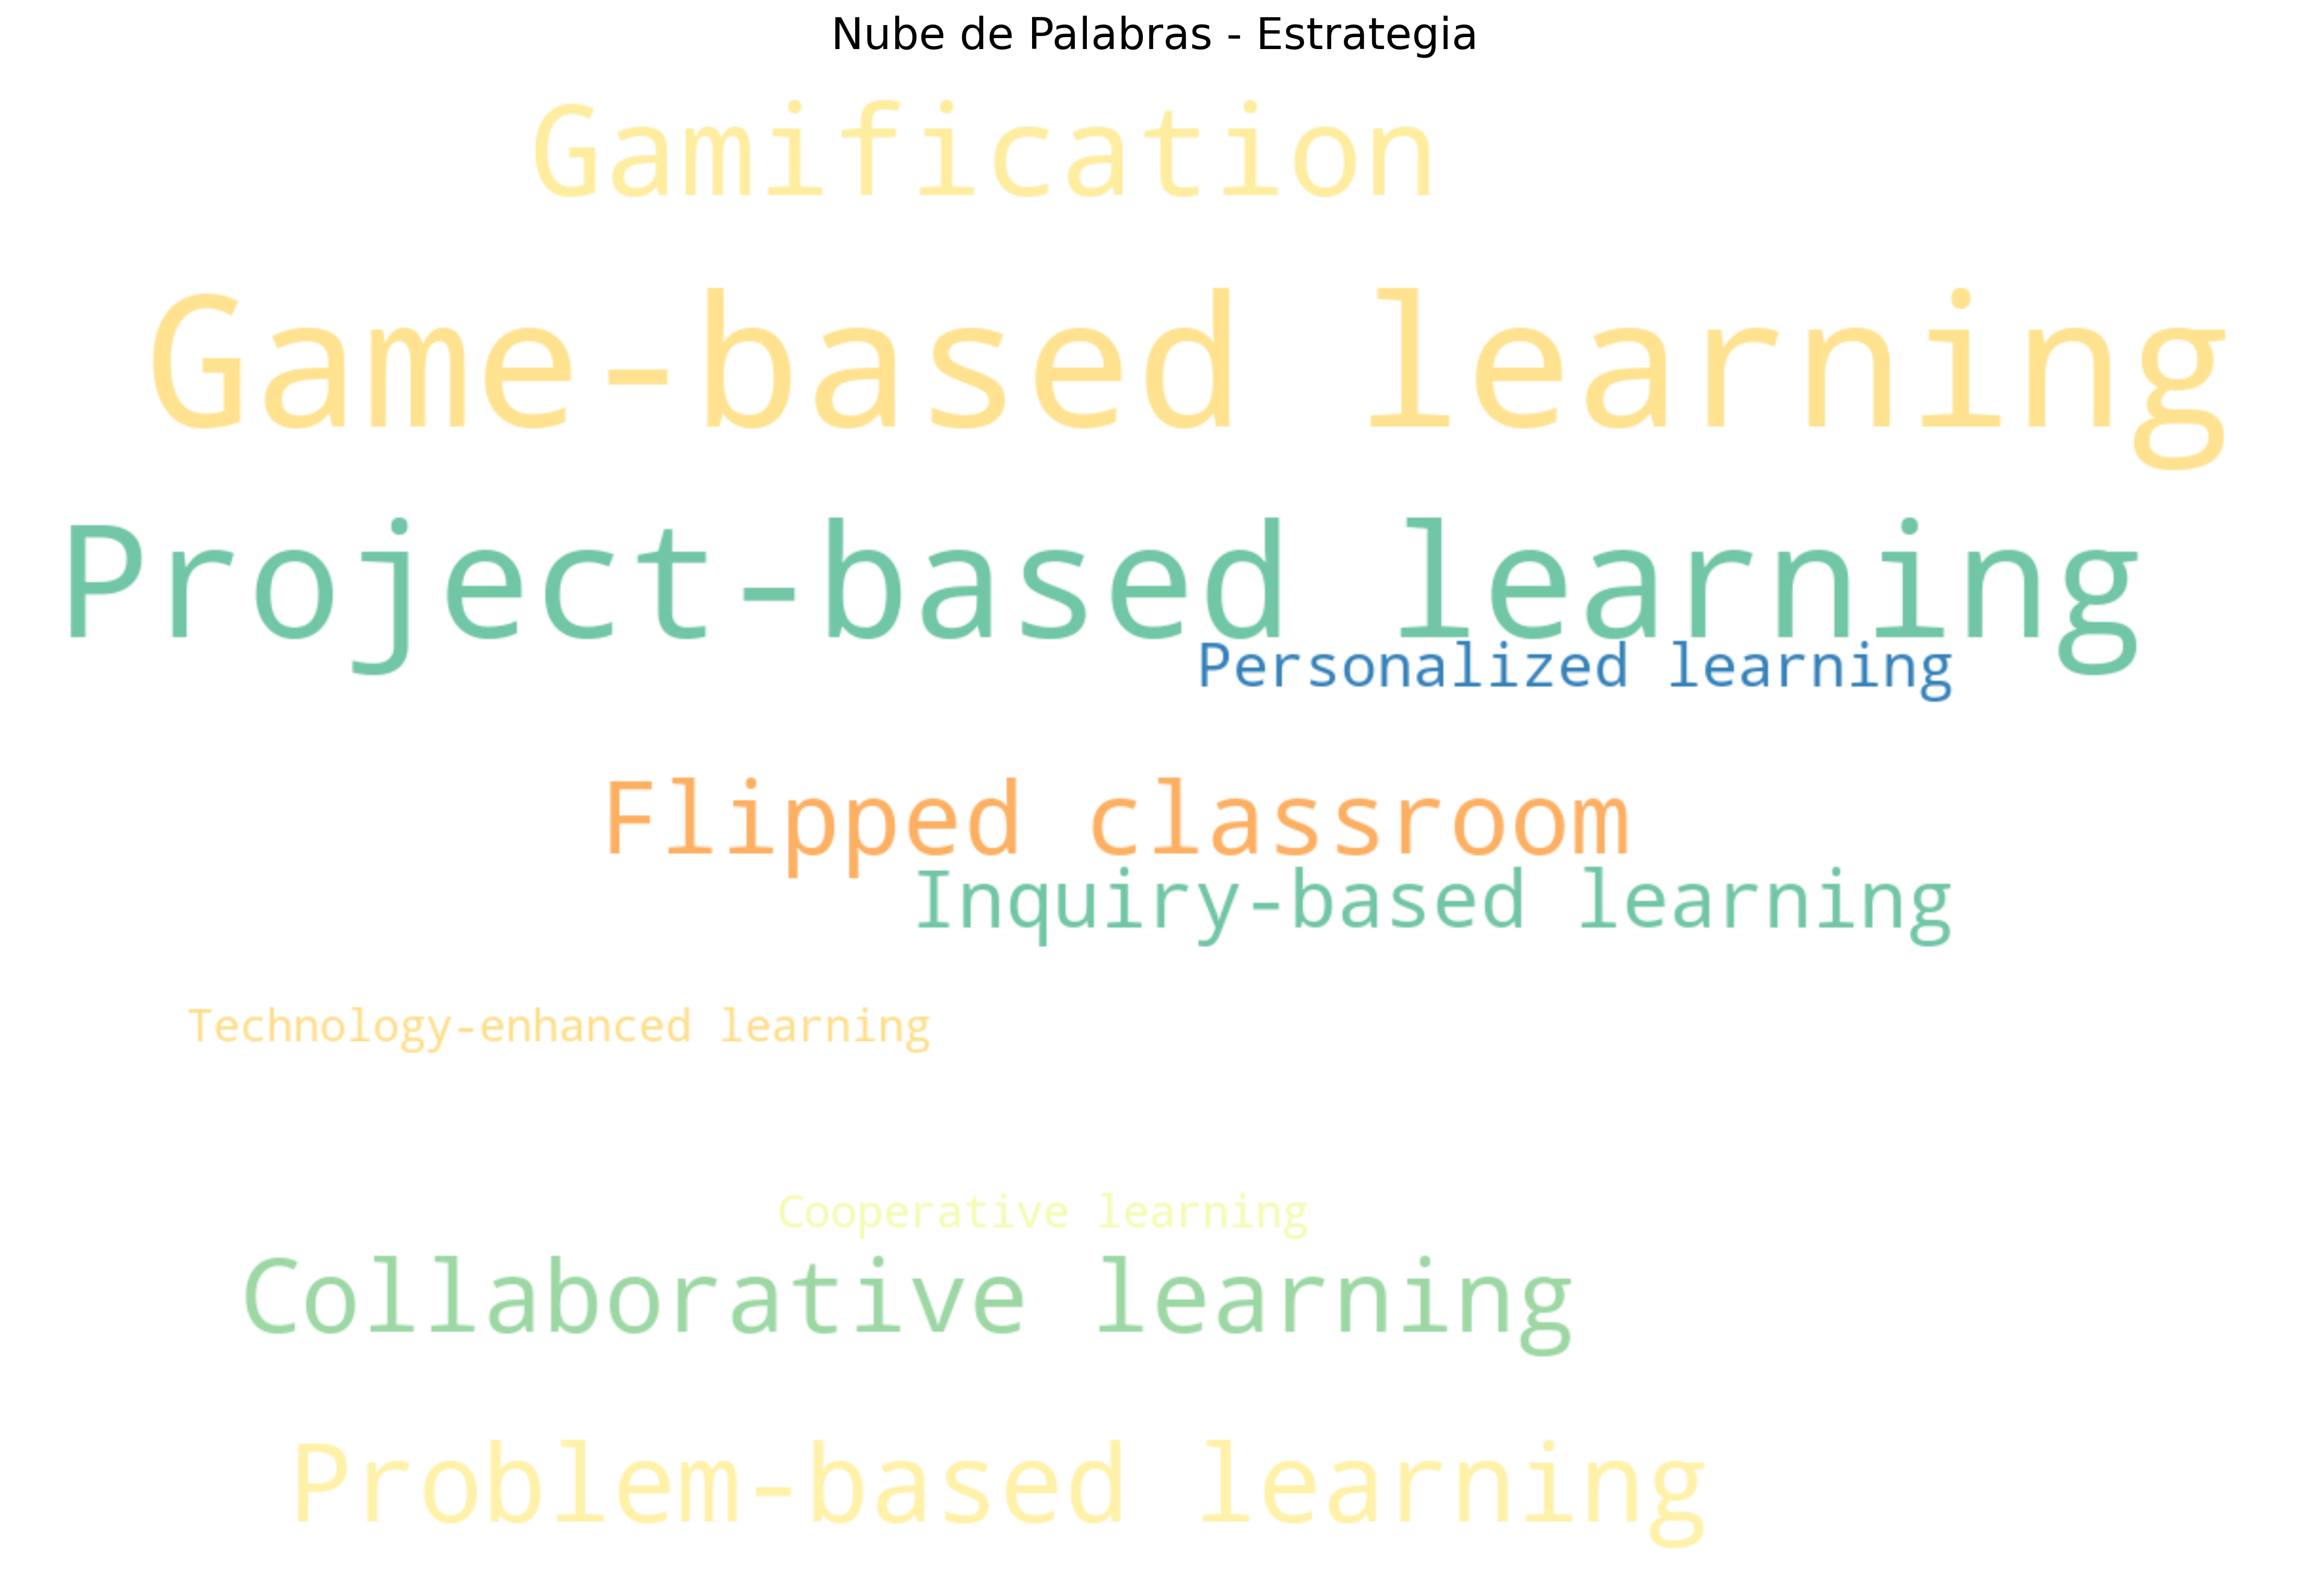 Nube de Palabras - Estrategia
Gamification
Game-based learning
Project-based learning
Personalized learning
Flipped classroom
Inquiry-based learning
Technology-enhanced learning
Cooperative learning
Collaborative learning
Problem-based learning